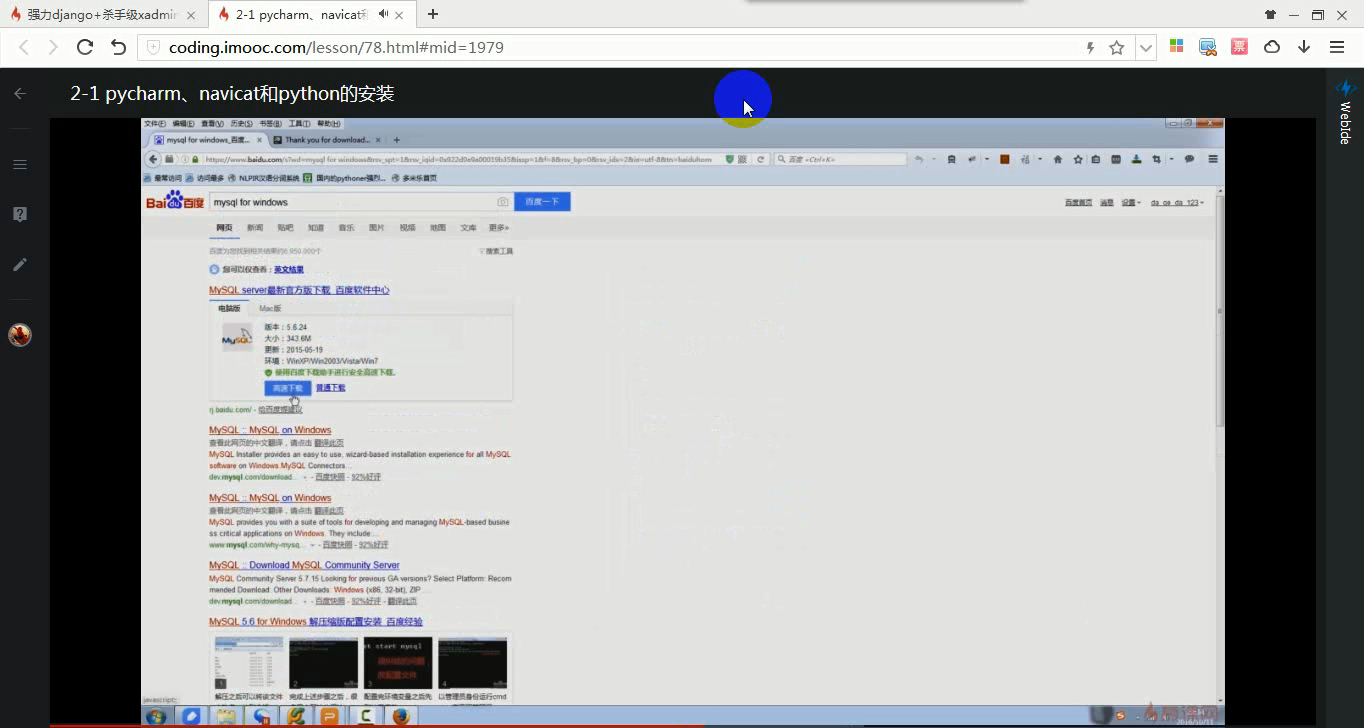 强力django+杀手级xadmin
2-1 pycharm、navicat和
coding.imooc.com/lesson/78.html#mid=1979
票
2-1 pycharm、navicat和python的安装
WebIde
文件(F) 编辑(E) 查看(V) 历史(S) 书签(B) 工具(T) 帮助(H)
mysql for windows_百度...
Thank you for download...
百度 <Ctrl+K>
最常访问 访问最多 NLPIR汉语分词系统 国内的pythoner强烈... 多米乐首页
Bai百度 mysql for windows 百度一下
百度首页 消息 设置 da_ge_da_123
网页 新闻 贴吧 知道 音乐 图片 视频 地图 文库 更多»
搜索工具
您可以仅查看：英文结果
MySQL server最新官方版下载_百度软件中心
电脑版 Mac版
MySQL
版本：5.6.24
大小：343.6M
更新：2015-05-19
环境：WinXP/Win2003/Vista/Win7
使用百度下载助手进行安全高速下载。
高速下载 普通下载
rj.baidu.com/ - 给百度提建议
MySQL :: MySQL on Windows
查看此网页的中文翻译，请点击 翻译此页
MySQL Installer provides an easy to use, wizard-based installation experience for all MySQL
software on Windows.MySQL Connectors...
dev.mysql.com/download... - 百度快照 - 92%好评
MySQL :: MySQL on Windows
查看此网页的中文翻译，请点击 翻译此页
MySQL provides you with a suite of tools for developing and managing MySQL-based busine
ss critical applications on Windows. They include:...
www.mysql.com/why-mysq... - 百度快照 - 92%好评
MySQL :: Download MySQL Community Server
MySQL Community Server 5.7.15 Looking for previous GA versions? Select Platform: Recom
mended Download: Other Downloads: Windows (x86, 32-bit), ZIP...
dev.mysql.com/download... - 百度快照 - 92%好评 - 翻译此页
MySQL 5.6 for Windows 解压缩版配置安装_百度经验
et start mysql
1 2 3 4
解压之后可以将该文件 完成上述步骤之后，很 配置完环境变量之后先 以管理员身份运行cmd
javascript: